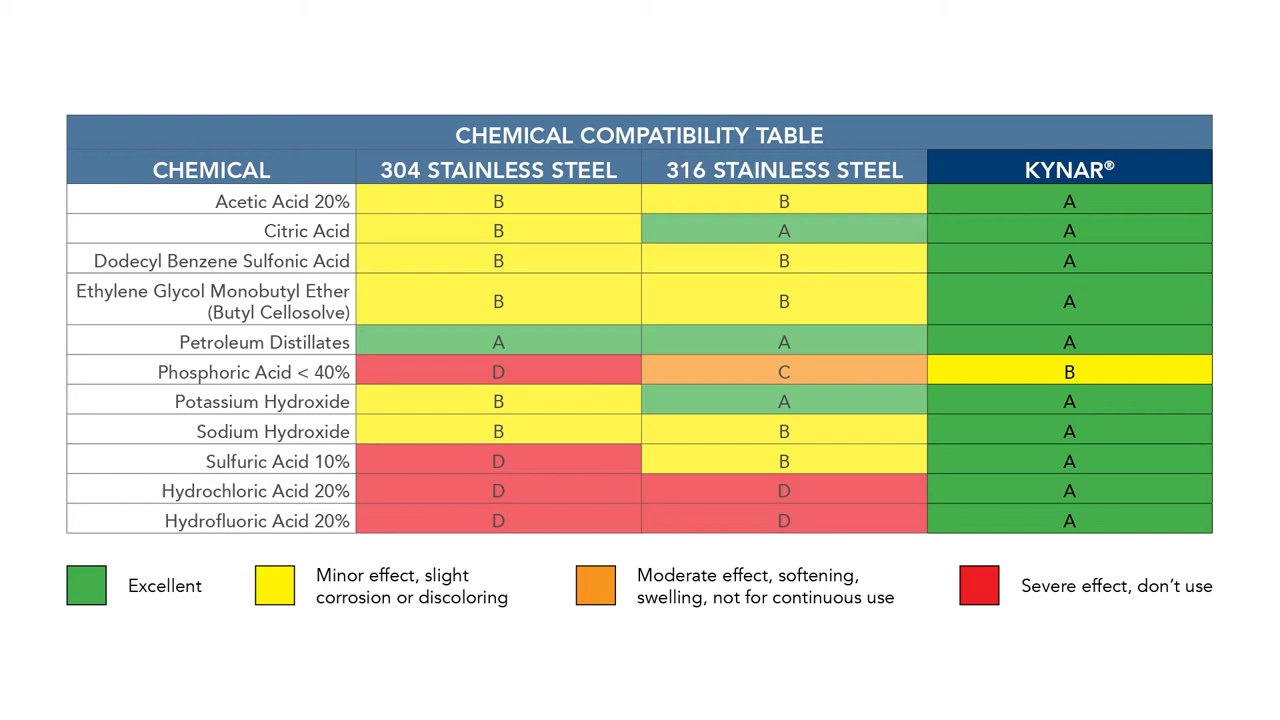 CHEMICAL COMPATIBILITY TABLE
CHEMICAL 304 STAINLESS STEEL 316 STAINLESS STEEL KYNAR®
Acetic Acid 20% B B A
Citric Acid B A A
Dodecyl Benzene Sulfonic Acid B B A
Ethylene Glycol Monobutyl Ether
(Butyl Cellosolve) B B A
Petroleum Distillates A A A
Phosphoric Acid < 40% D C B
Potassium Hydroxide B A A
Sodium Hydroxide B B A
Sulfuric Acid 10% D B A
Hydrochloric Acid 20% D D A
Hydrofluoric Acid 20% D D A
Excellent
Minor effect, slight
corrosion or discoloring
Moderate effect, softening,
swelling, not for continuous use
Severe effect, don’t use